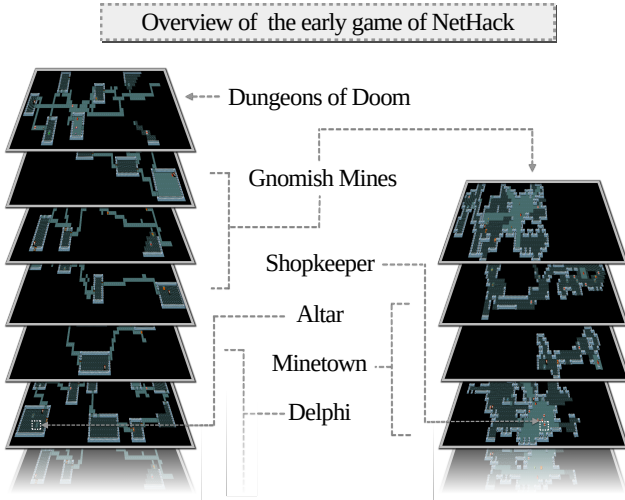 Overview of the early game of NetHack
Dungeons of Doom
Gnomish Mines
Shopkeeper
Altar
Minetown
Delphi